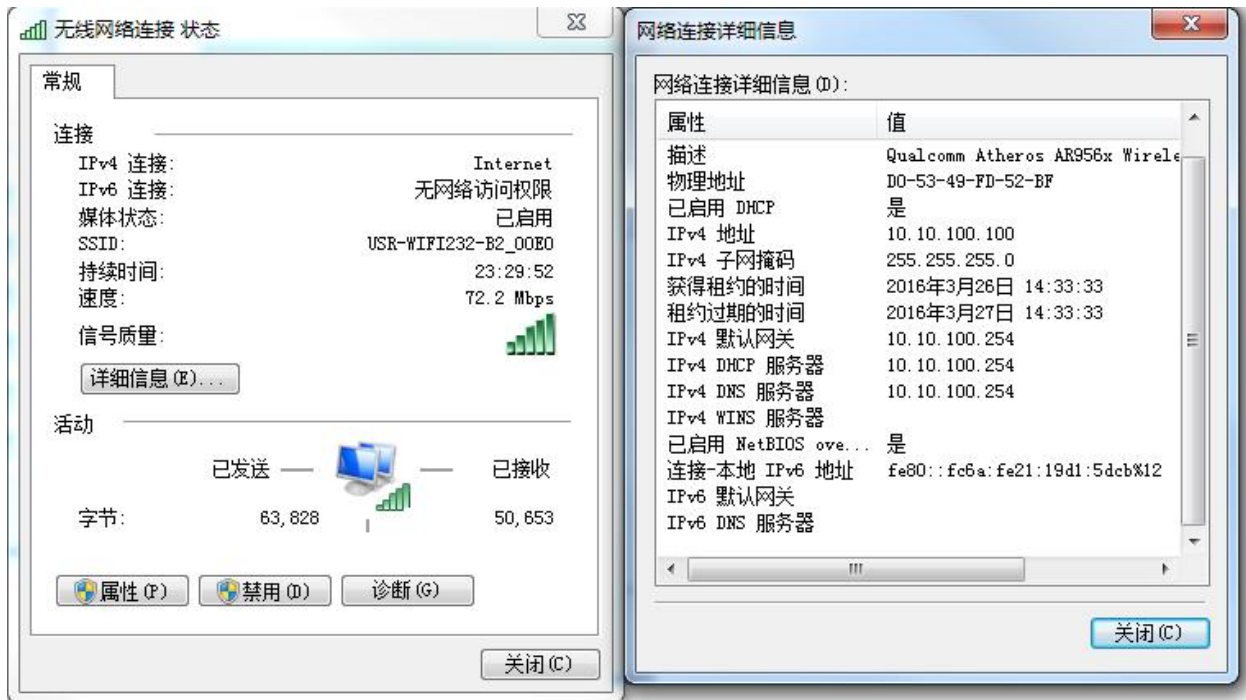 无线网络连接 状态
常规
连接
IPv4 连接: Internet
IPv6 连接: 无网络访问权限
媒体状态: 已启用
SSID: USR-WIFI232-B2_00E0
持续时间: 23:29:52
速度: 72.2 Mbps
信号质量:
详细信息(E)...
活动
已发送 — — 已接收
字节: 63,828 50,653
属性(P) 禁用(D) 诊断(G)
关闭(C)
网络连接详细信息
网络连接详细信息(D):
属性 值
描述 Qualcomm Atheros AR956x Wirele
物理地址 D0-53-49-FD-52-BF
已启用 DHCP 是
IPv4 地址 10.10.100.100
IPv4 子网掩码 255.255.255.0
获得租约的时间 2016年3月26日 14:33:33
租约过期的时间 2016年3月27日 14:33:33
IPv4 默认网关 10.10.100.254
IPv4 DHCP 服务器 10.10.100.254
IPv4 DNS 服务器 10.10.100.254
IPv4 WINS 服务器
已启用 NetBIOS ove... 是
连接-本地 IPv6 地址 fe80::fc6a:fe21:19d1:5dcb%12
IPv6 默认网关
IPv6 DNS 服务器
关闭(C)